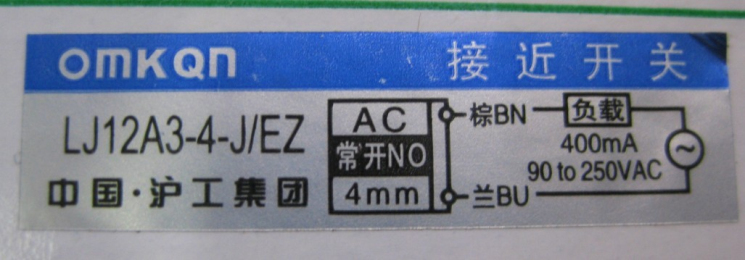 omKQn 接近开关
LJ12A3-4-J/EZ
中国·沪工集团
AC
常开NO
4mm
棕BN
负载
400mA
90 to 250VAC
兰BU